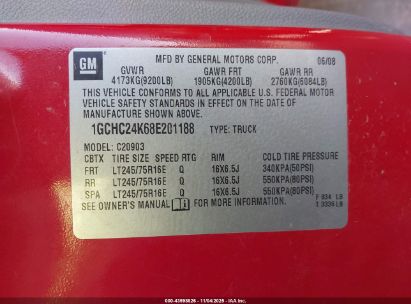 GM
MFD BY GENERAL MOTORS CORP. 06/08
GVWR GAWR FRT GAWR RR
4173KG(9200LB) 1905KG(4200LB) 2760KG(6084LB)
THIS VEHICLE CONFORMS TO ALL APPLICABLE
U.S. FEDERAL MOTOR VEHICLE SAFETY STANDARDS IN EFFECT ON THE DATE OF
MANUFACTURE SHOWN ABOVE.
1GCHC24K68E201188 TYPE: TRUCK
MODEL: C20903
CBTX TIRE SIZE SPEED RTG RIM COLD TIRE PRESSURE
FRT LT245/75R16E Q 16X6.5J 340KPA(50PSI)
RR LT245/75R16E Q 16X6.5J 550KPA(80PSI)
SPA LT245/75R16E Q 16X6.5J 550KPA(80PSI)
SEE OWNER'S MANUAL FOR MORE INFORMATION.